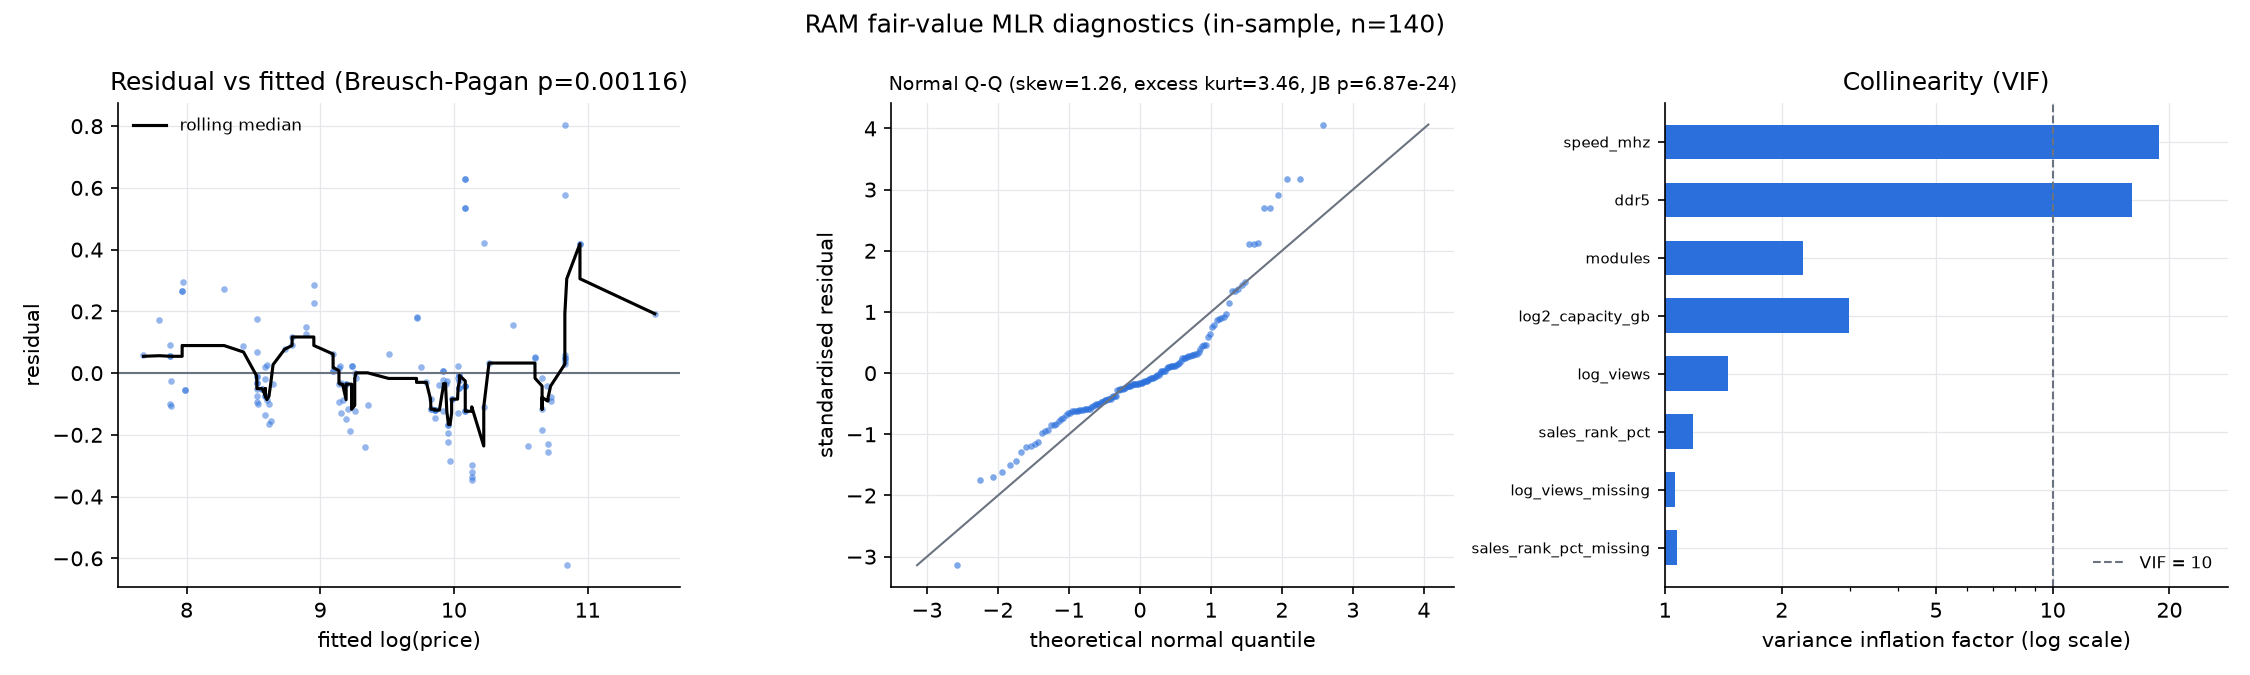 RAM fair-value MLR diagnostics (in-sample, n=140)
Residual vs fitted (Breusch-Pagan p=0.00116)
rolling median
0.8
0.6
0.4
0.2
0.0
−0.2
−0.4
−0.6
residual
8
9
10
11
fitted log(price)
Normal Q-Q (skew=1.26, excess kurt=3.46, JB p=6.87e-24)
4
3
2
1
0
−1
−2
−3
standardised residual
−3
−2
−1
0
1
2
3
4
theoretical normal quantile
Collinearity (VIF)
speed_mhz
ddr5
modules
log2_capacity_gb
log_views
sales_rank_pct
log_views_missing
sales_rank_pct_missing
VIF = 10
1
2
5
10
20
variance inflation factor (log scale)